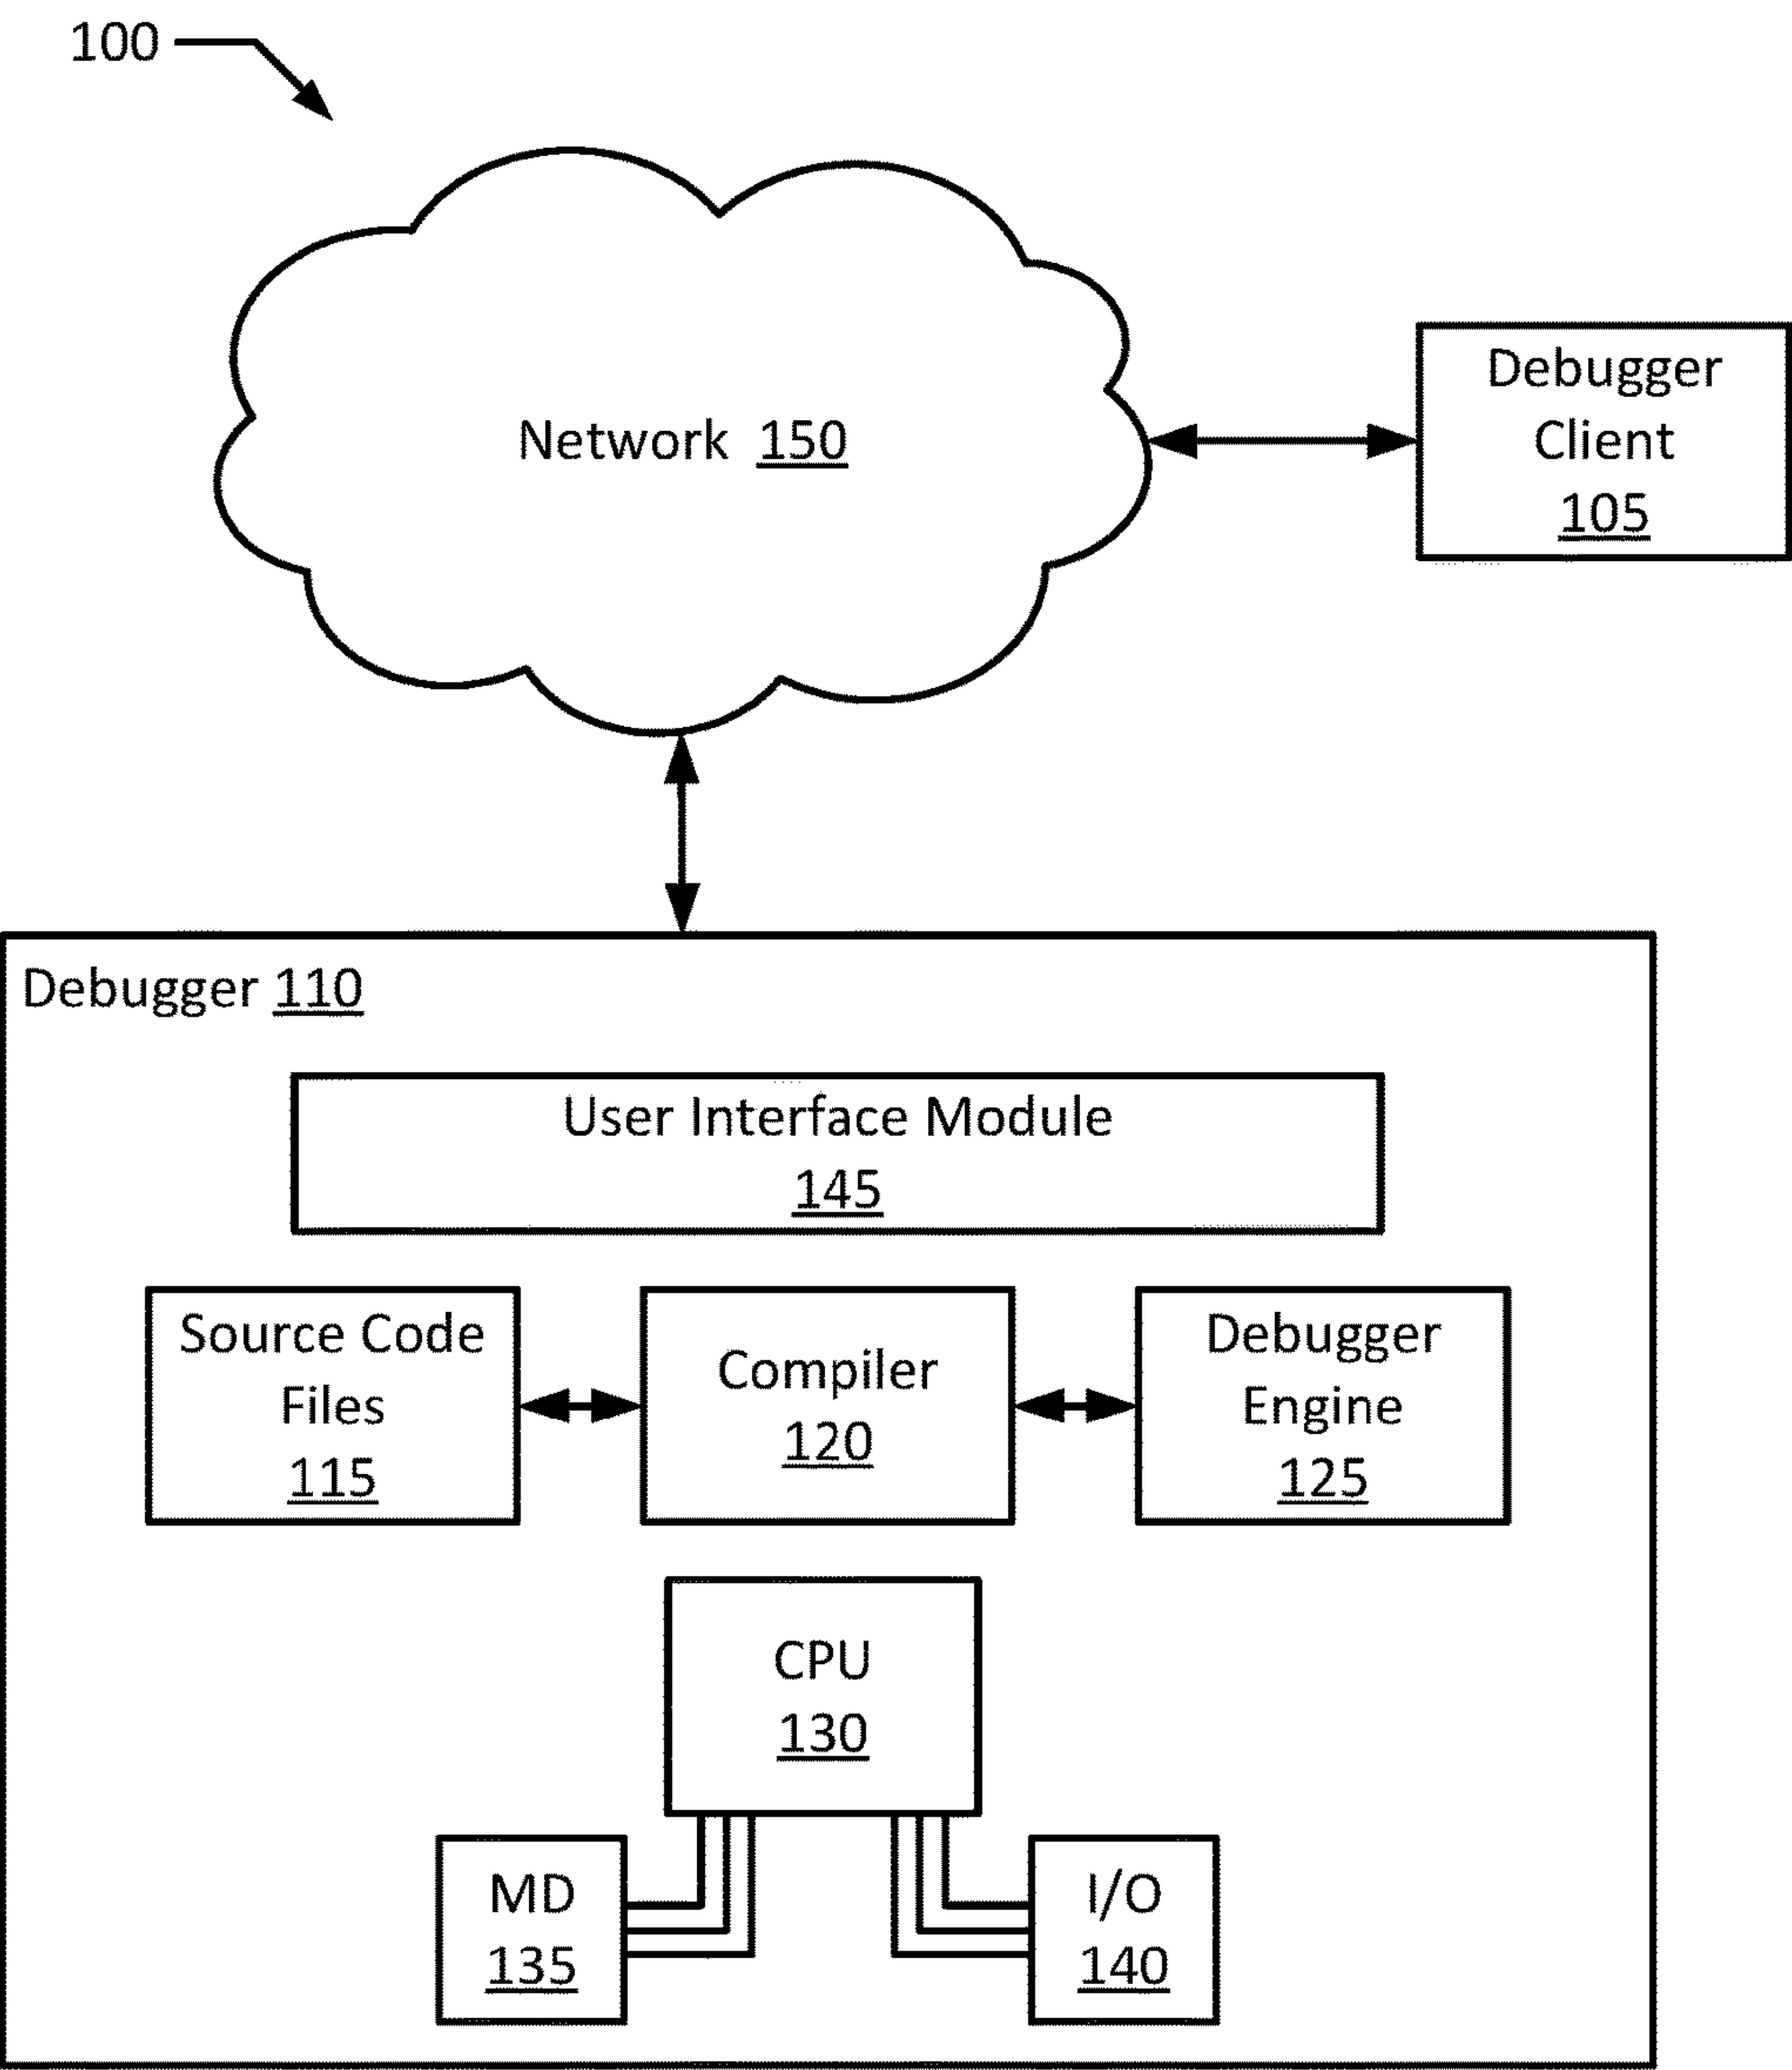 100
Network 150
Debugger
Client
105
Debugger 110
User Interface Module
145
Source Code
Files
115
Compiler
120
Debugger
Engine
125
CPU
130
MD
135
I/O
140